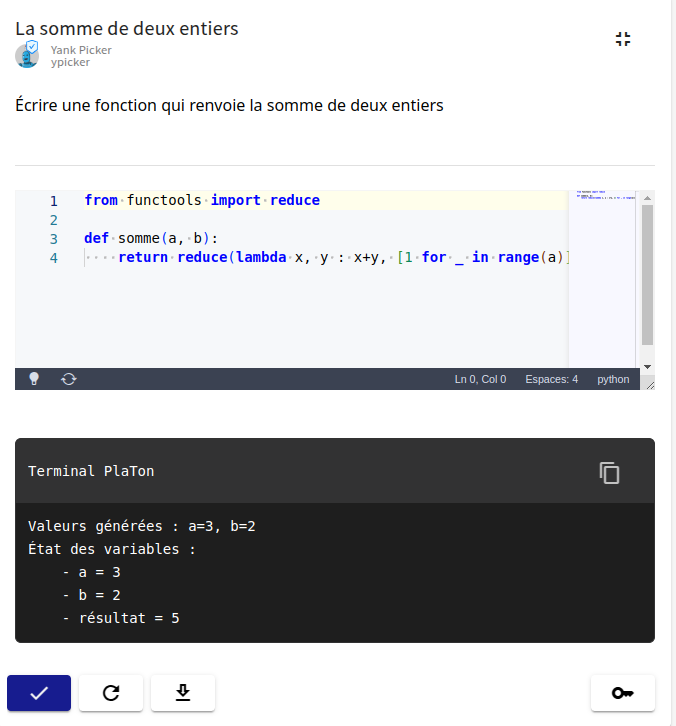 La somme de deux entiers
Yank Picker
ypicker
Écrire une fonction qui renvoie la somme de deux entiers
1 from functools import reduce
2
3 def somme(a, b):
4     return reduce(lambda x, y : x+y, [1 for _ in range(a)]
Ln 0, Col 0 Espaces: 4 python
Terminal PlaTon
Valeurs générées : a=3, b=2
État des variables :
- a = 3
- b = 2
- résultat = 5